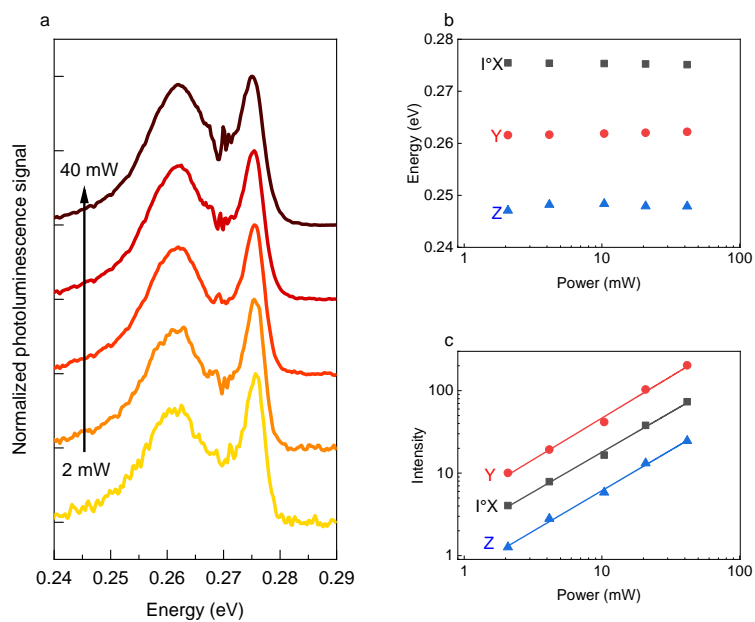 a
Normalized photoluminescence signal
40 mW
2 mW
0.24 0.25 0.26 0.27 0.28 0.29
Energy (eV)
b
0.28
0.27
0.26
0.25
0.24
Energy (eV)
I°X
Y
Z
1 10 100
Power (mW)
c
100
10
1
Intensity
Y
I°X
Z
1 10 100
Power (mW)